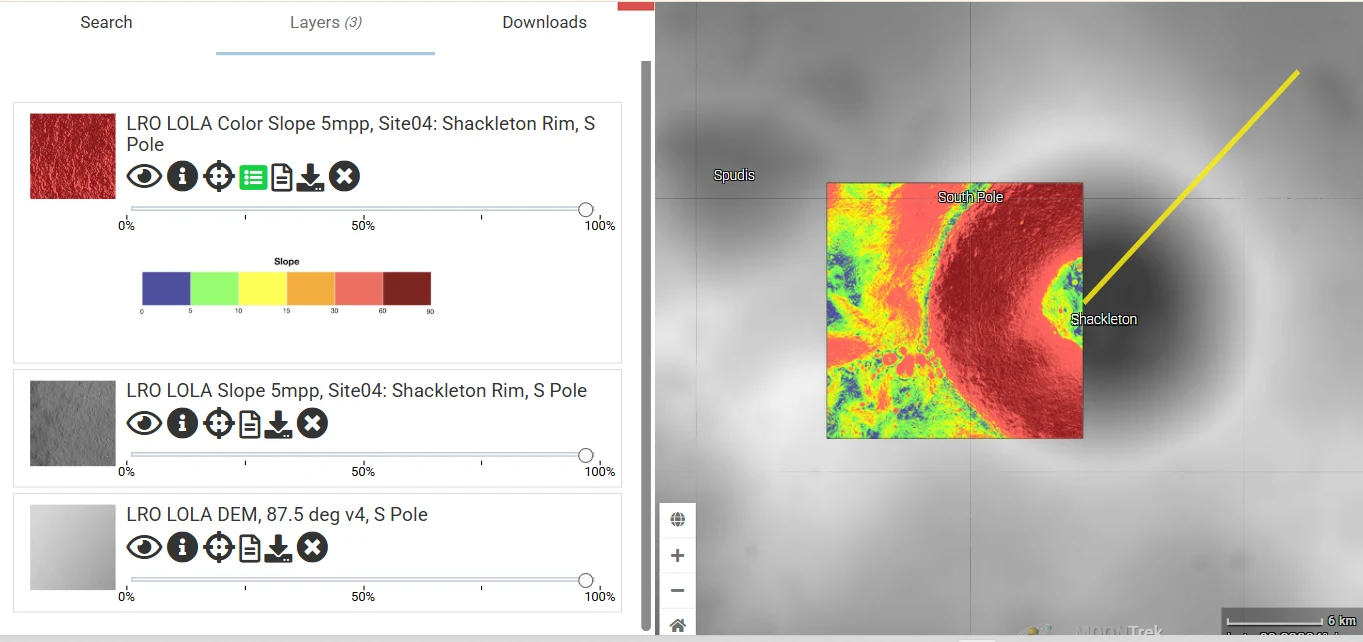 Search
Layers (3)
Downloads
LRO LOLA Color Slope 5mpp, Site04: Shackleton Rim, S
Pole
0%
50%
100%
Slope
0
5
10
15
30
60
90
LRO LOLA Slope 5mpp, Site04: Shackleton Rim, S Pole
0%
50%
100%
LRO LOLA DEM, 87.5 deg v4, S Pole
0%
50%
100%
Spudis
South Pole
Shackleton
6 km
MOONTrek